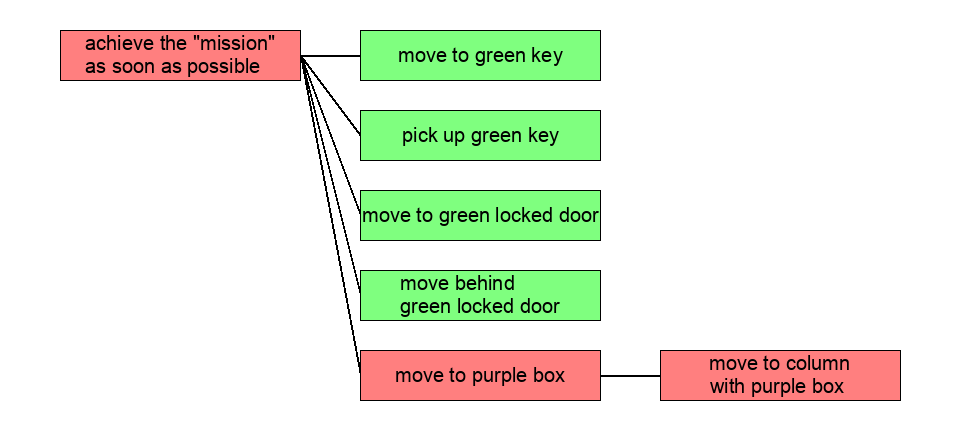 achieve the "mission"
as soon as possible
move to green key
pick up green key
move to green locked door
move behind
green locked door
move to purple box
move to column
with purple box